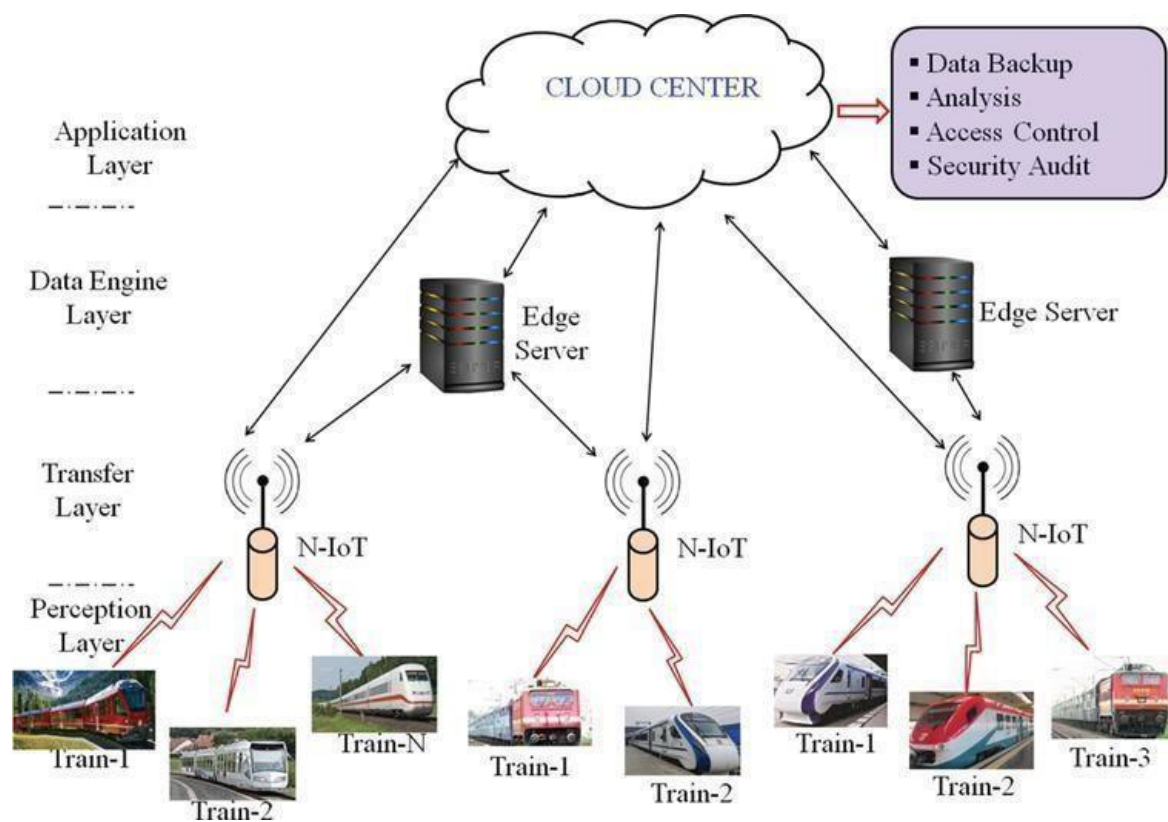 CLOUD CENTER
▪ Data Backup
▪ Analysis
▪ Access Control
▪ Security Audit
Application
Layer
Data Engine
Layer
Edge
Server
Edge Server
Transfer
Layer
N-IoT
N-IoT
N-IoT
Perception
Layer
Train-1
Train-2
Train-N
Train-1
Train-2
Train-1
Train-2
Train-3